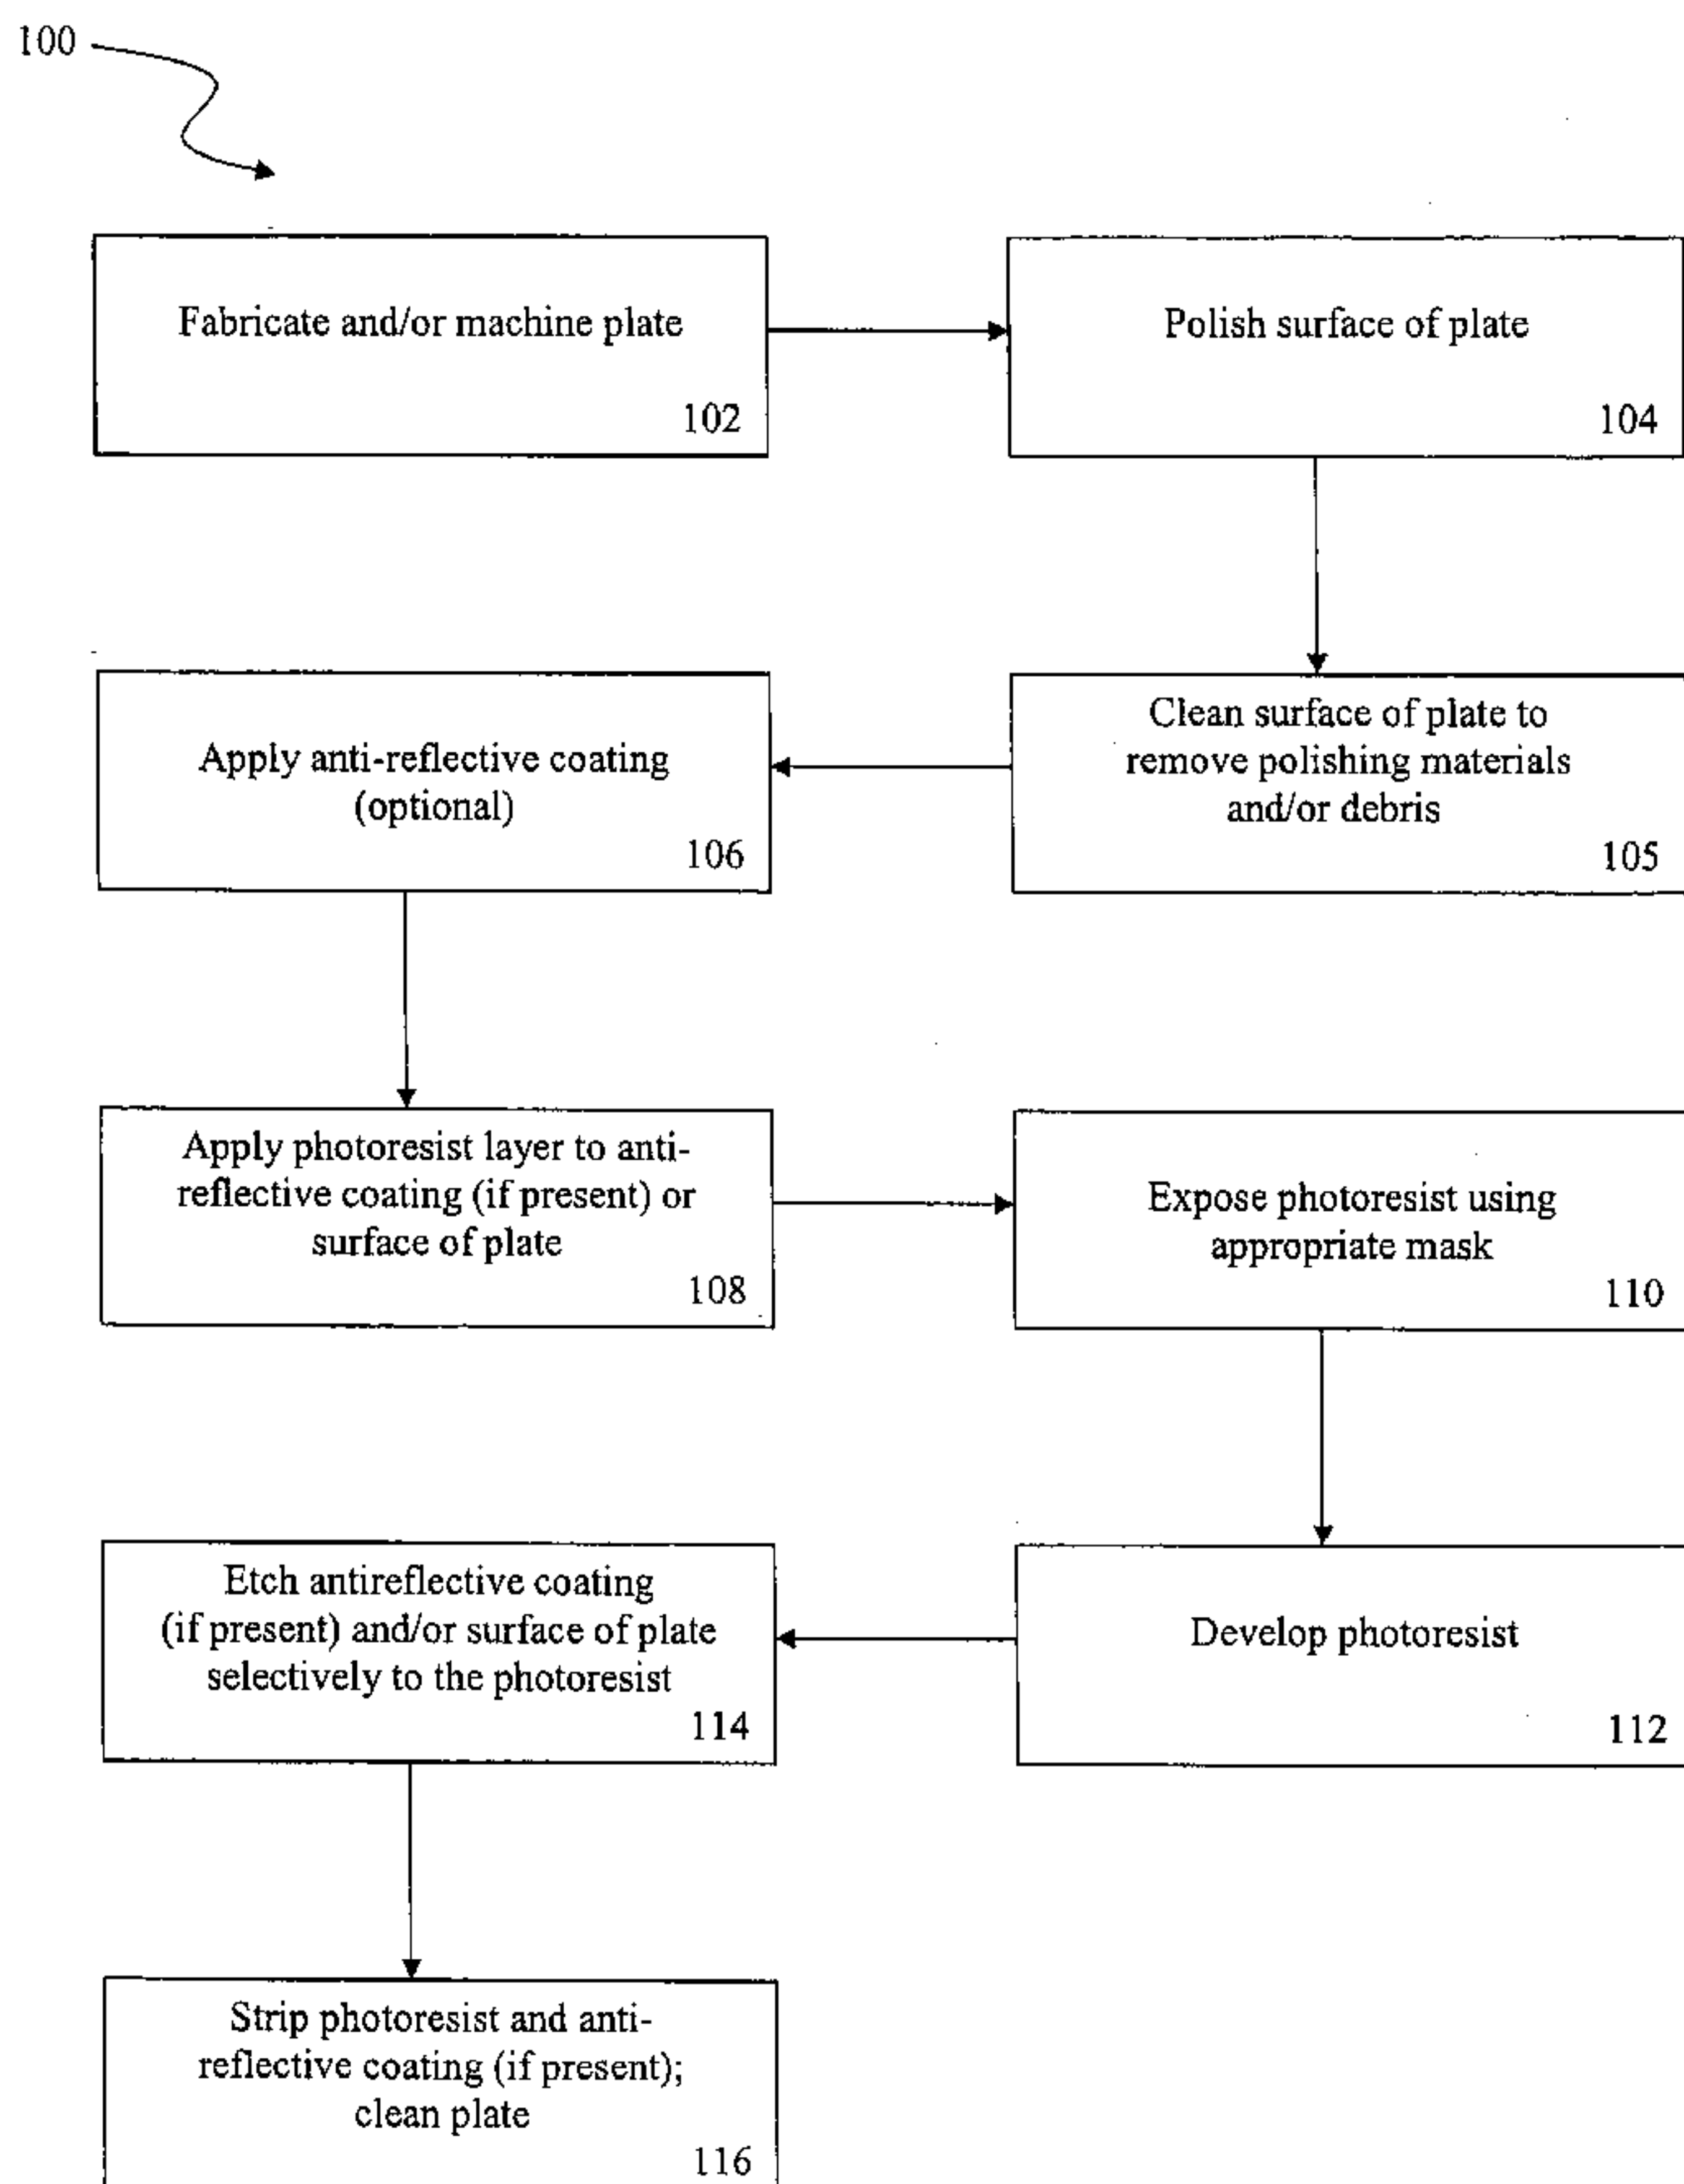 100
Fabricate and/or machine plate
102
Polish surface of plate
104
Clean surface of plate to
remove polishing materials
and/or debris
105
Apply anti-reflective coating
(optional)
106
Apply photoresist layer to anti-
reflective coating (if present) or
surface of plate
108
Expose photoresist using
appropriate mask
110
Develop photoresist
112
Etch antireflective coating
(if present) and/or surface of plate
selectively to the photoresist
114
Strip photoresist and anti-
reflective coating (if present);
clean plate
116